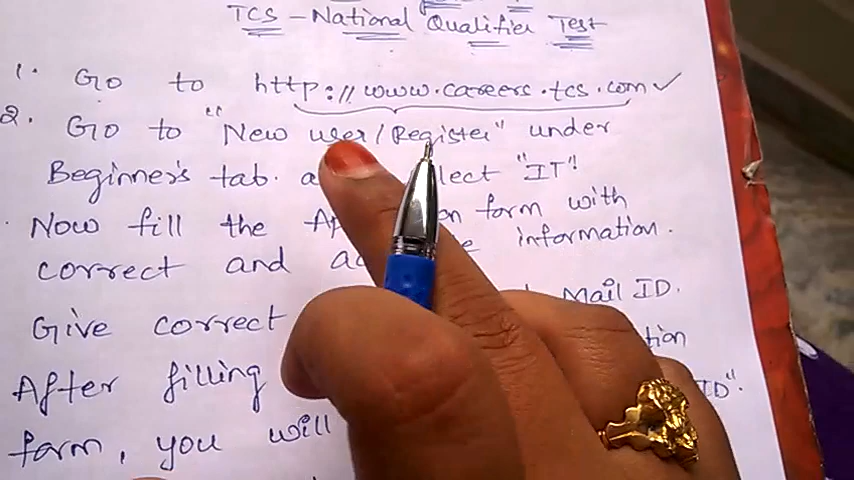 TCS - National Qualifier Test
1. Go to http://www.careers.tcs.com ✓
2. Go to "New user/Register" under
Beginner's tab. a lect "IT"
Now fill the Ap on form with
correct and ac e information.
Give correct Mail ID.
After filling tion
form, you will ID".